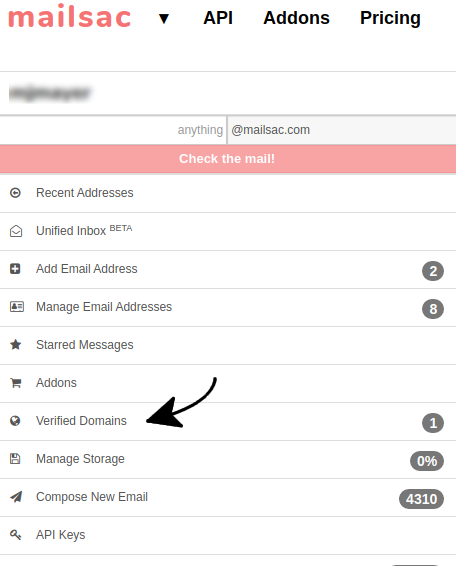 mailsac ▼ API Addons Pricing
anything @mailsac.com
Check the mail!
Recent Addresses
Unified Inbox BETA
Add Email Address 2
Manage Email Addresses 8
Starred Messages
Addons
Verified Domains 1
Manage Storage 0%
Compose New Email 4310
API Keys